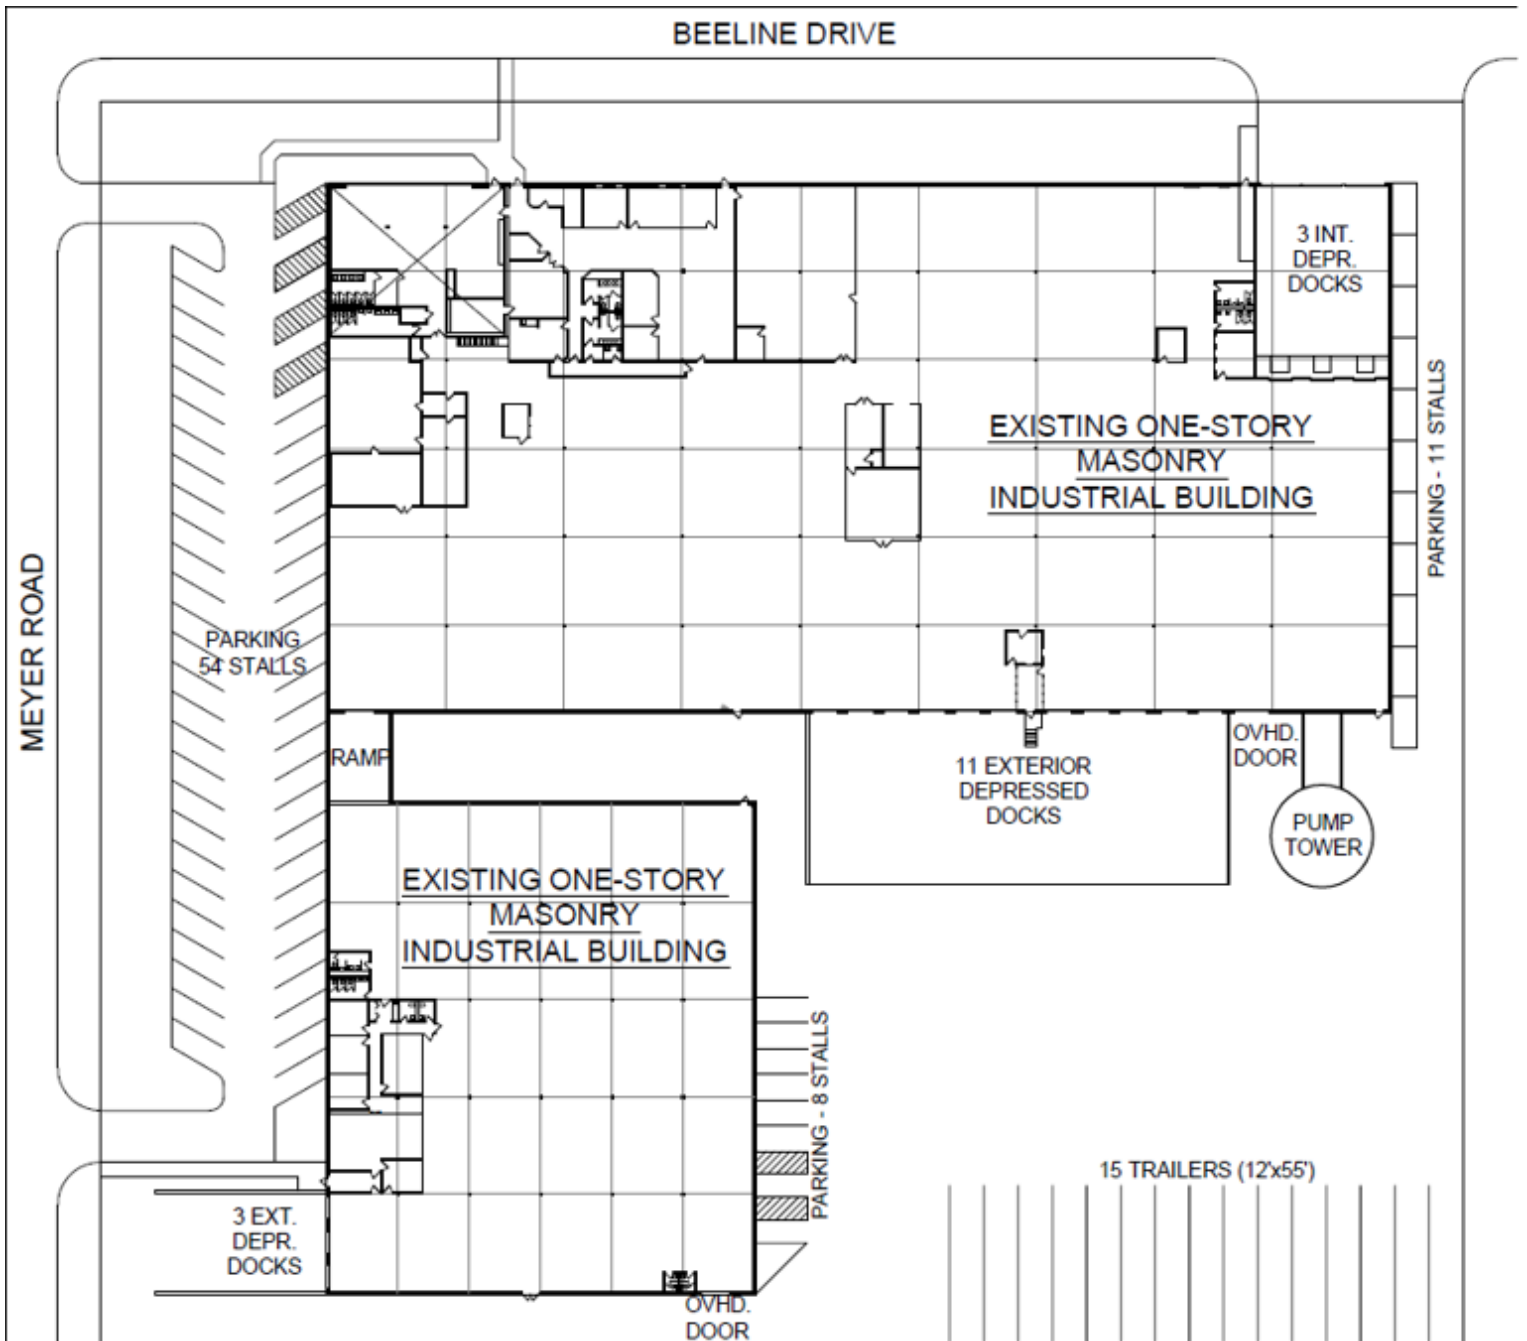 BEELINE DRIVE
3 INT.
DEPR.
DOCKS
PARKING - 11 STALLS
EXISTING ONE-STORY
MASONRY
INDUSTRIAL BUILDING
MEYER ROAD
PARKING
54 STALLS
RAMP
11 EXTERIOR
DEPRESSED
DOCKS
OVHD.
DOOR
PUMP
TOWER
EXISTING ONE-STORY
MASONRY
INDUSTRIAL BUILDING
PARKING - 8 STALLS
15 TRAILERS (12'x55')
3 EXT.
DEPR.
DOCKS
OVHD.
DOOR